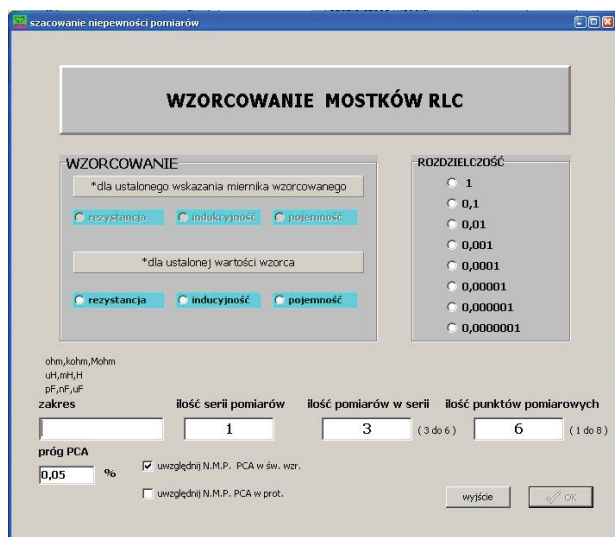 szacowanie niepewności pomiarów
WZORCOWANIE MOSTKÓW RLC
WZORCOWANIE
*dla ustalonego wskazania miernika wzorcowanego
rezystancja indukcyjność pojemność
*dla ustalonej wartości wzorca
rezystancja inducyjność pojemność
ROZDZIELCZOŚĆ
1
0,1
0,01
0,001
0,0001
0,00001
0,000001
0,0000001
ohm,kohm,Mohm
uH,mH,H
pF,nF,uF
zakres ilość serii pomiarów ilość pomiarów w serii ilość punktów pomiarowych
1 3 ( 3 do 6 ) 6 ( 1 do 8 )
próg PCA
0,05 % uwzględnij N.M.P. PCA w św. wzr.
uwzględnij N.M.P. PCA w prot.
wyjście OK